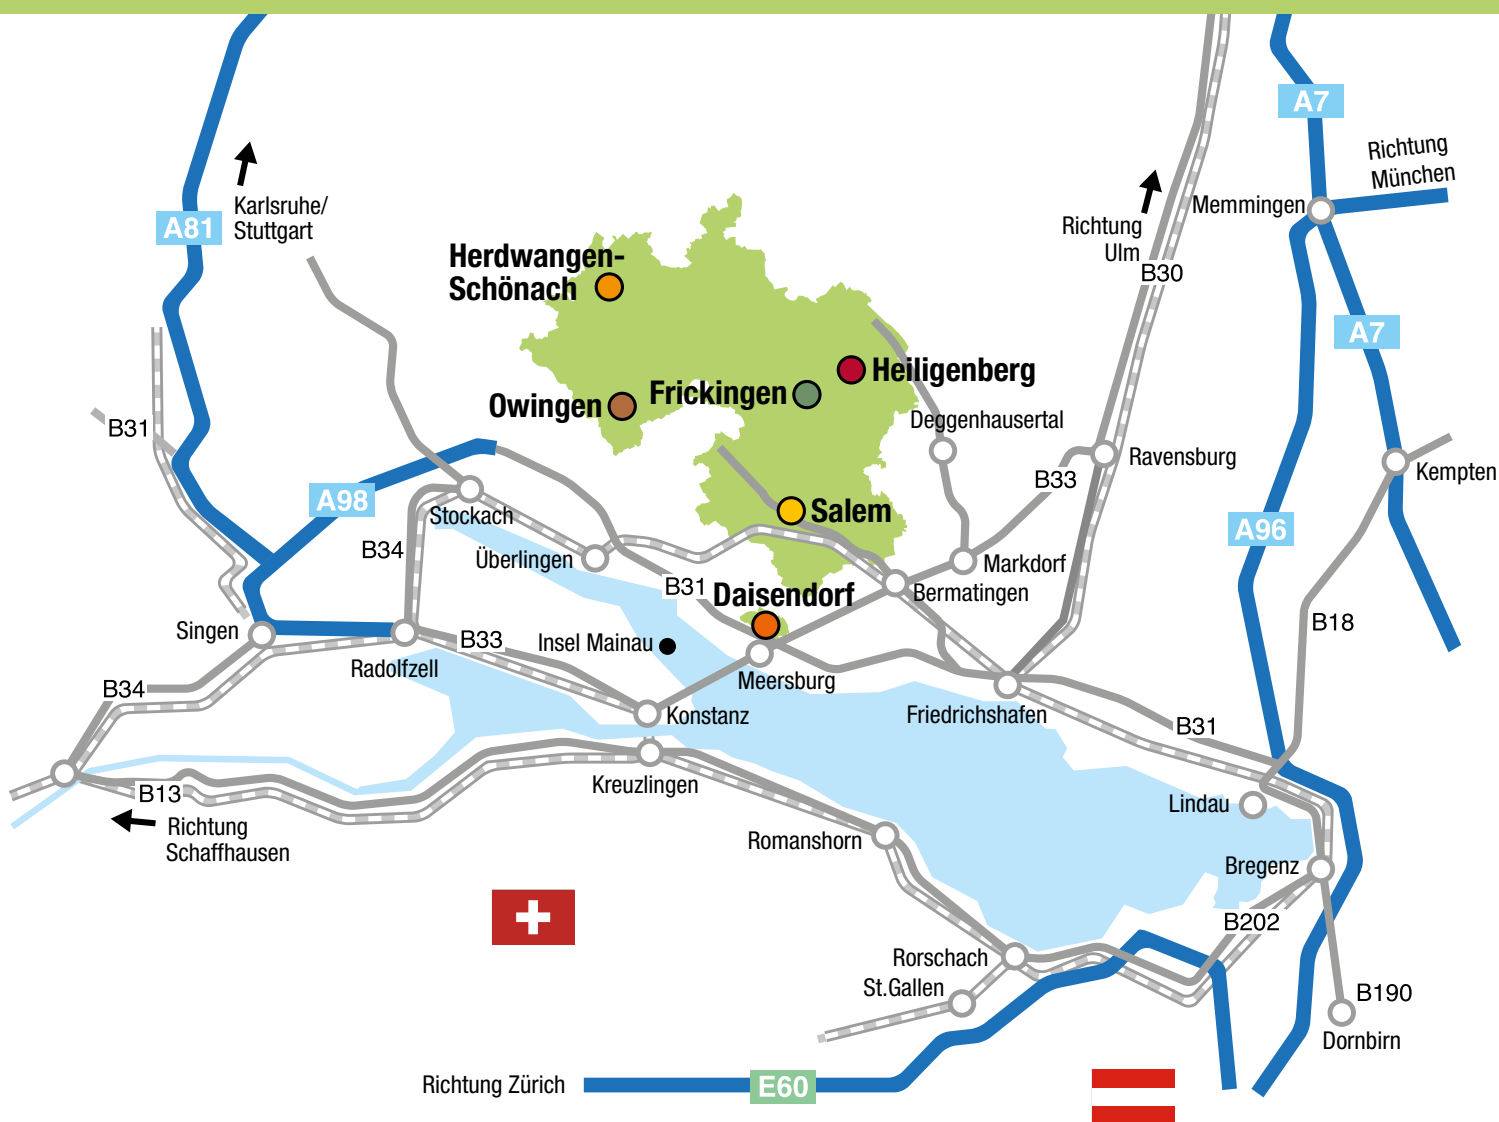 A7
Richtung
München
Karlsruhe/
Stuttgart
A81
Memmingen
Richtung
Ulm
B30
Herdwangen-
Schönach
A7
Heiligenberg
Frickingen
Owingen
Deggenhausertal
B31
Ravensburg
B33
Kempten
A98
Stockach
Salem
A96
B34
Überlingen
Markdorf
B31
Daisendorf
Bermatingen
B18
Singen
B33
Insel Mainau
Radolfzell
Meersburg
B34
Konstanz
Friedrichshafen
B31
Kreuzlingen
B13
Lindau
Richtung
Schaffhausen
Romanshorn
Bregenz
B202
Rorschach
St.Gallen
B190
Dornbirn
Richtung Zürich
E60